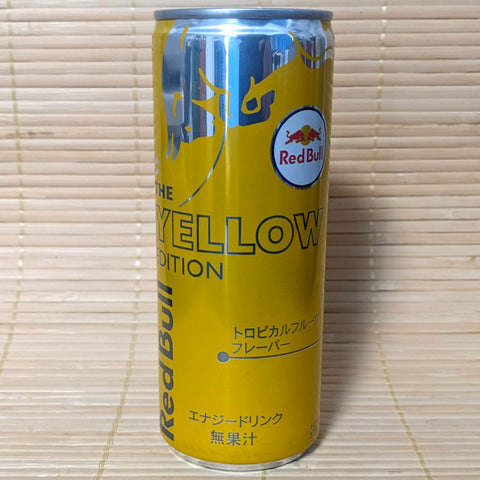 Red Bull
THE
YELLOW
EDITION
Red Bull
トロピカルフルーツ
フレーバー
エナジードリンク
無果汁